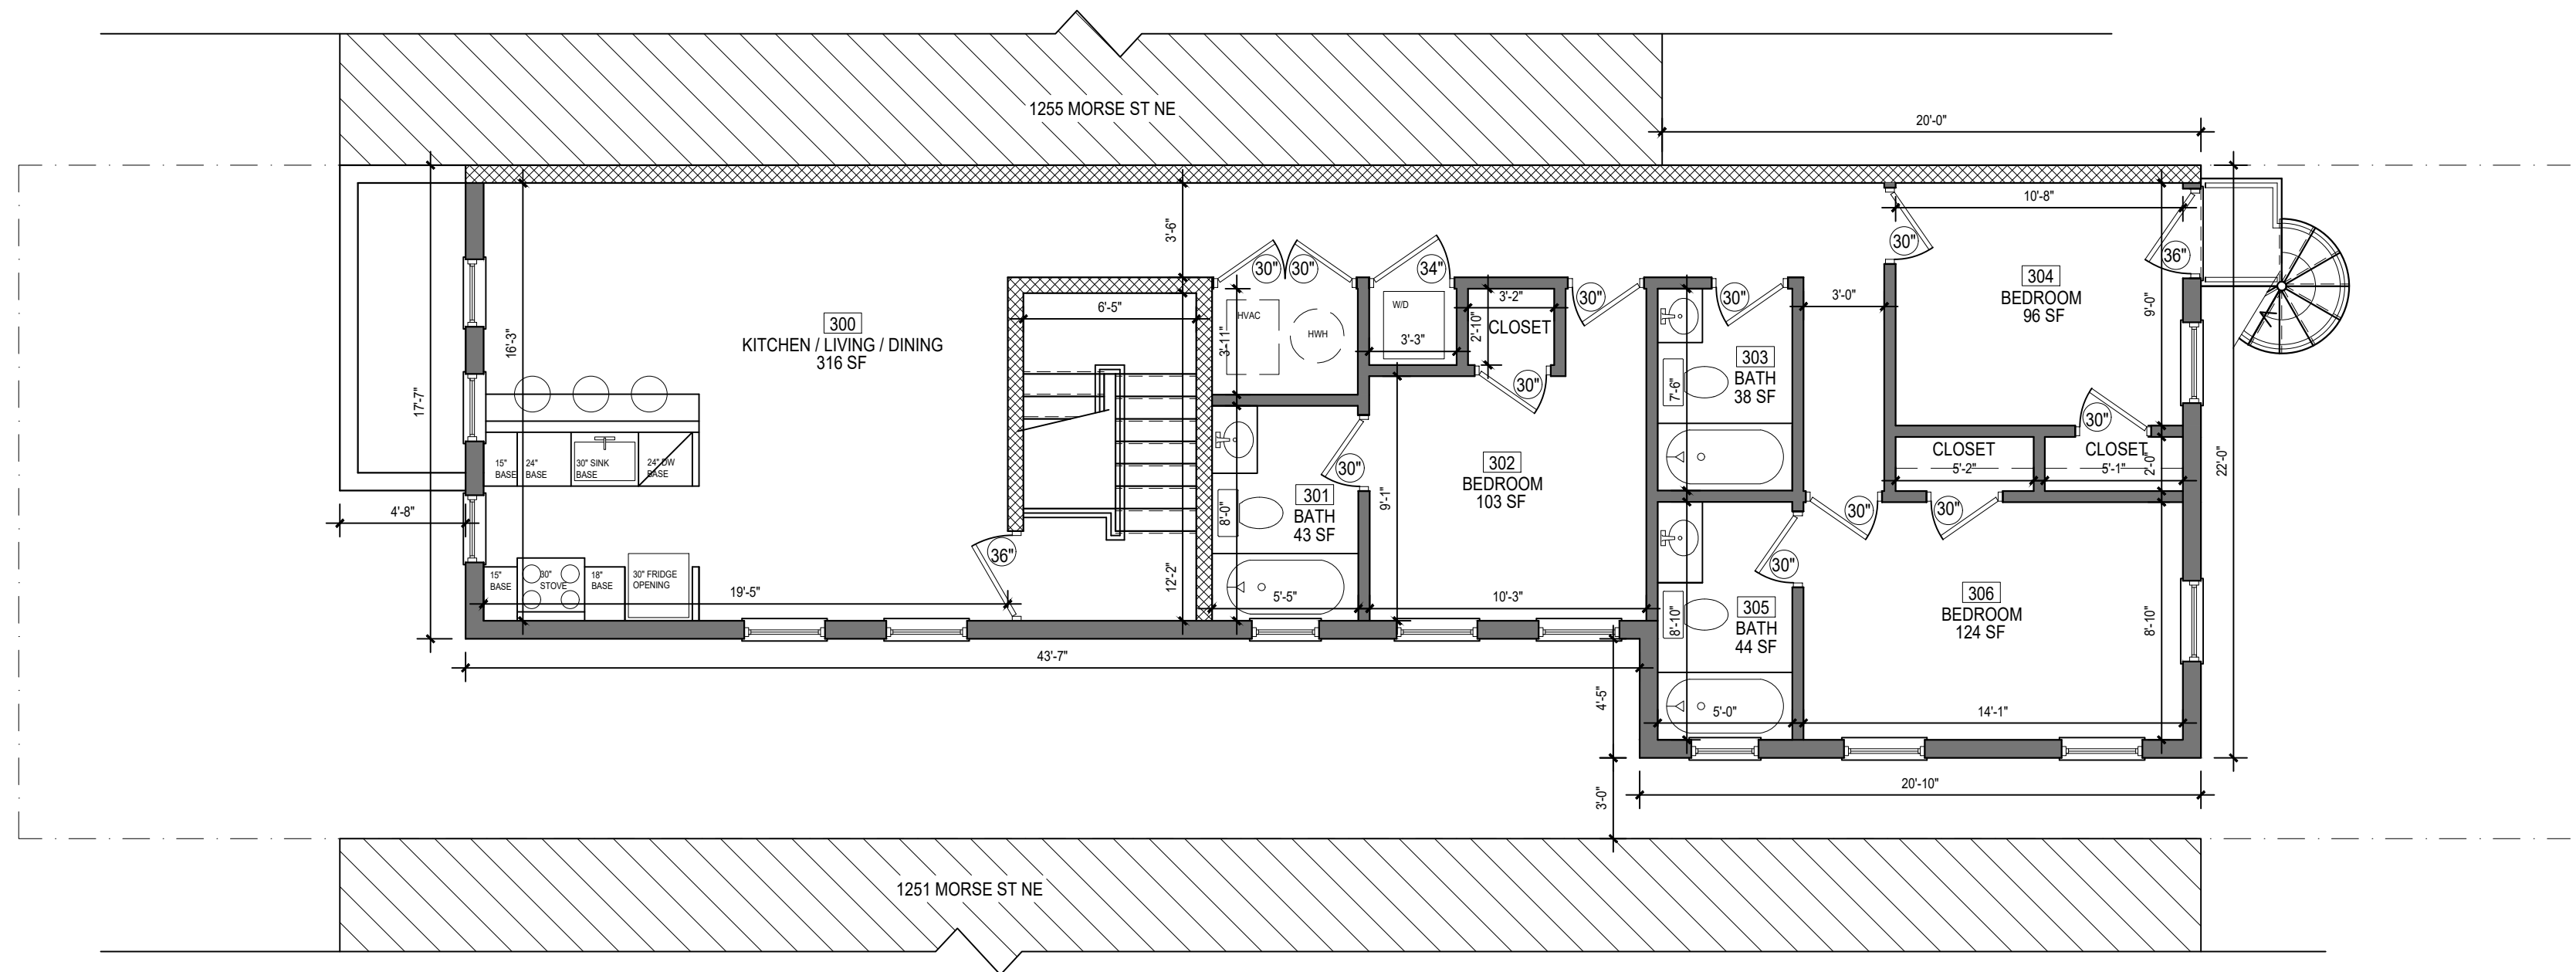 1255 MORSE ST NE
20'-0"
10'-8"
3'-6"
30"
30"
34"
30"
30"
30"
36"
304
BEDROOM
96 SF
9'-0"
3'-0"
6'-5"
300
KITCHEN / LIVING / DINING
316 SF
16'-3"
17'-7"
HVAC
HWH
3'-11"
W/D
3'-3"
3'-2"
2'-10"
CLOSET
30"
303
BATH
38 SF
7'-6"
30"
CLOSET
5'-2"
CLOSET
5'-1"
2'-0"
22'-0"
15"
BASE
24"
BASE
30" SINK
BASE
24" DW
BASE
4'-8"
302
BEDROOM
103 SF
9'-1"
30"
301
BATH
43 SF
8'-0"
30"
30"
36"
15"
BASE
30"
STOVE
18"
BASE
30" FRIDGE
OPENING
19'-5"
12'-2"
5'-5"
10'-3"
30"
305
BATH
44 SF
8'-10"
306
BEDROOM
124 SF
8'-10"
43'-7"
4'-5"
5'-0"
14'-1"
20'-10"
3'-0"
1251 MORSE ST NE